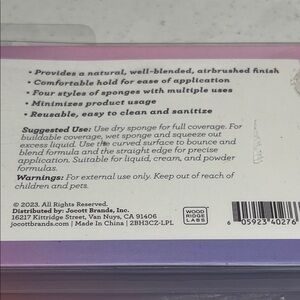 • Provides a natural, well-blended, airbrushed finish
• Comfortable hold for ease of application
• Four styles of sponges with multiple uses
• Minimizes product usage
• Reusable, easy to clean and sanitize
Suggested Use: Use dry sponge for full coverage. For
buildable coverage, wet sponge and squeeze out
excess liquid. Use the curved surface to bounce and
blend formula and the straight edge for precise
application. Suitable for liquid, cream, and powder
formulas.
Warnings: For external use only. Keep out of reach of
children and pets.
© 2023. All Rights Reserved.
Distributed by: Jocott Brands, Inc.
16217 Kittridge Street, Van Nuys, CA 91406
jocottbrands.com | Made In China | 2BH3CZ-LPL
WOOD
RIDGE
LABS
6 05923 40276